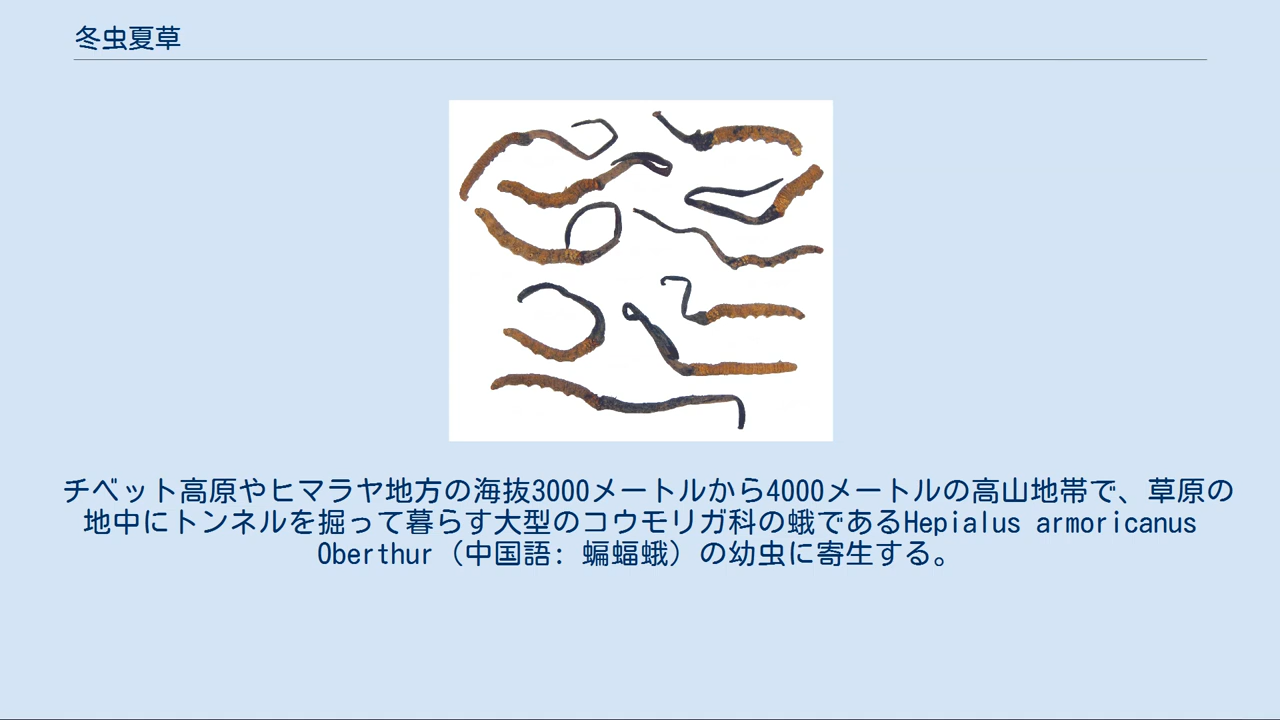 冬虫夏草
チベット高原やヒマラヤ地方の海抜3000メートルから4000メートルの高山地帯で、草原の
地中にトンネルを掘って暮らす大型のコウモリガ科の蛾であるHepialus armoricanus
Oberthur（中国語: 蝙蝠蛾）の幼虫に寄生する。